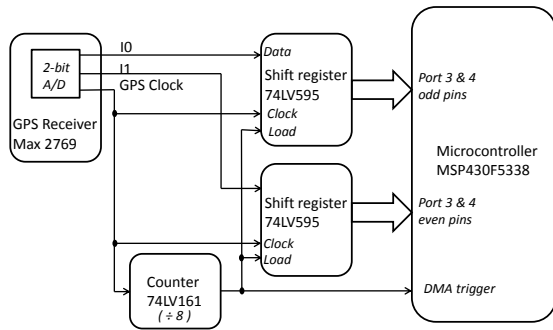 I0
I1
GPS Clock
2-bit
A/D
GPS Receiver
Max 2769
Data
Shift register
74LV595
Clock
Load
Port 3 & 4
odd pins
Microcontroller
MSP430F5338
Shift register
74LV595
Clock
Load
Port 3 & 4
even pins
Counter
74LV161
( ÷ 8 )
DMA trigger